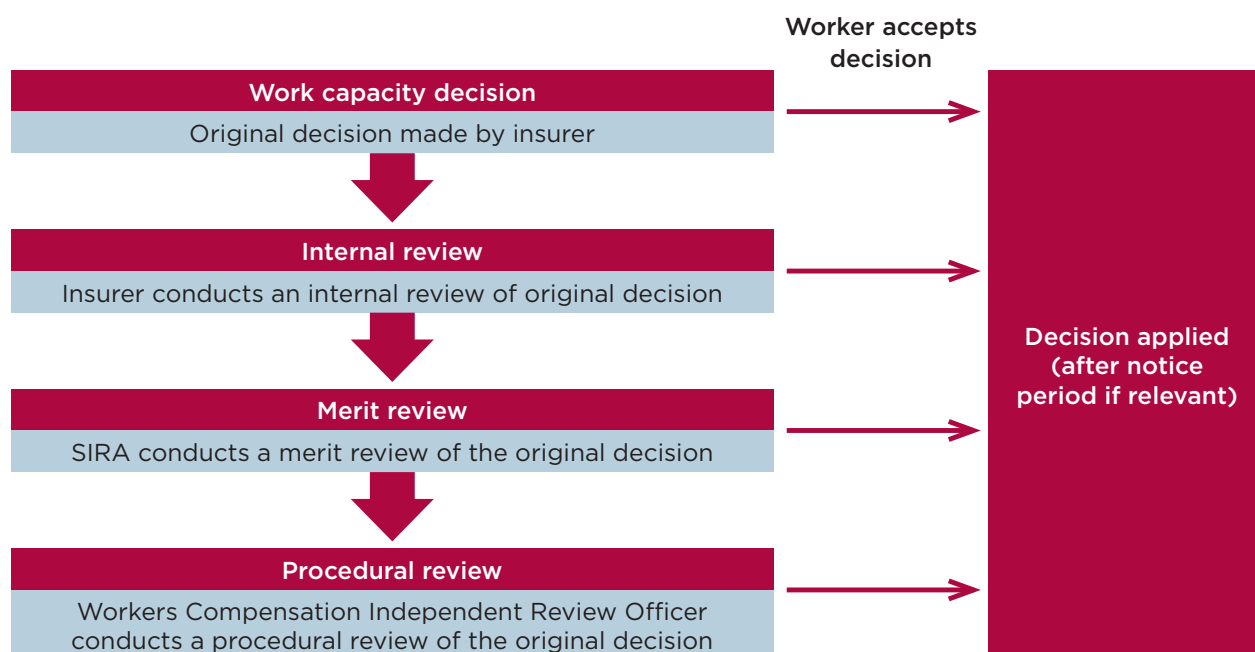 Worker accepts
decision
Work capacity decision
Original decision made by insurer
Internal review
Insurer conducts an internal review of original decision
Merit review
SIRA conducts a merit review of the original decision
Procedural review
Workers Compensation Independent Review Officer
conducts a procedural review of the original decision
Decision applied
(after notice
period if relevant)